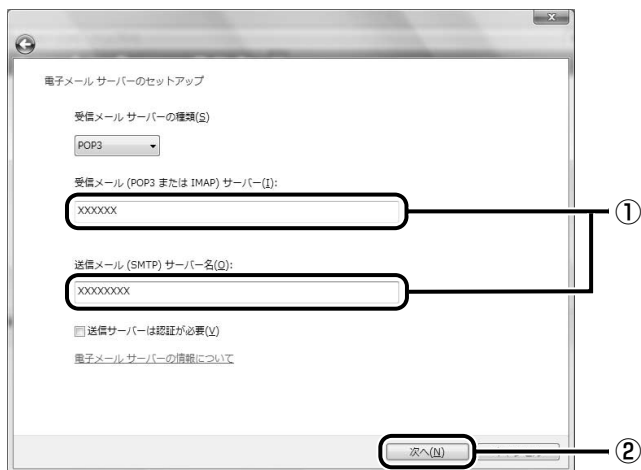 電子メール サーバーのセットアップ
受信メール サーバーの種類(S)
POP3
受信メール (POP3 または IMAP) サーバー(I):
XXXXXX
①
送信メール (SMTP) サーバー名(O):
XXXXXXXX
送信サーバーは認証が必要(V)
電子メール サーバーの情報について
次へ(N)
②